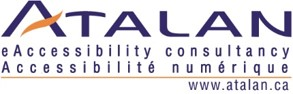 ATALAN
eAccessibility consultancy
Accessibilité numérique
www.atalan.ca